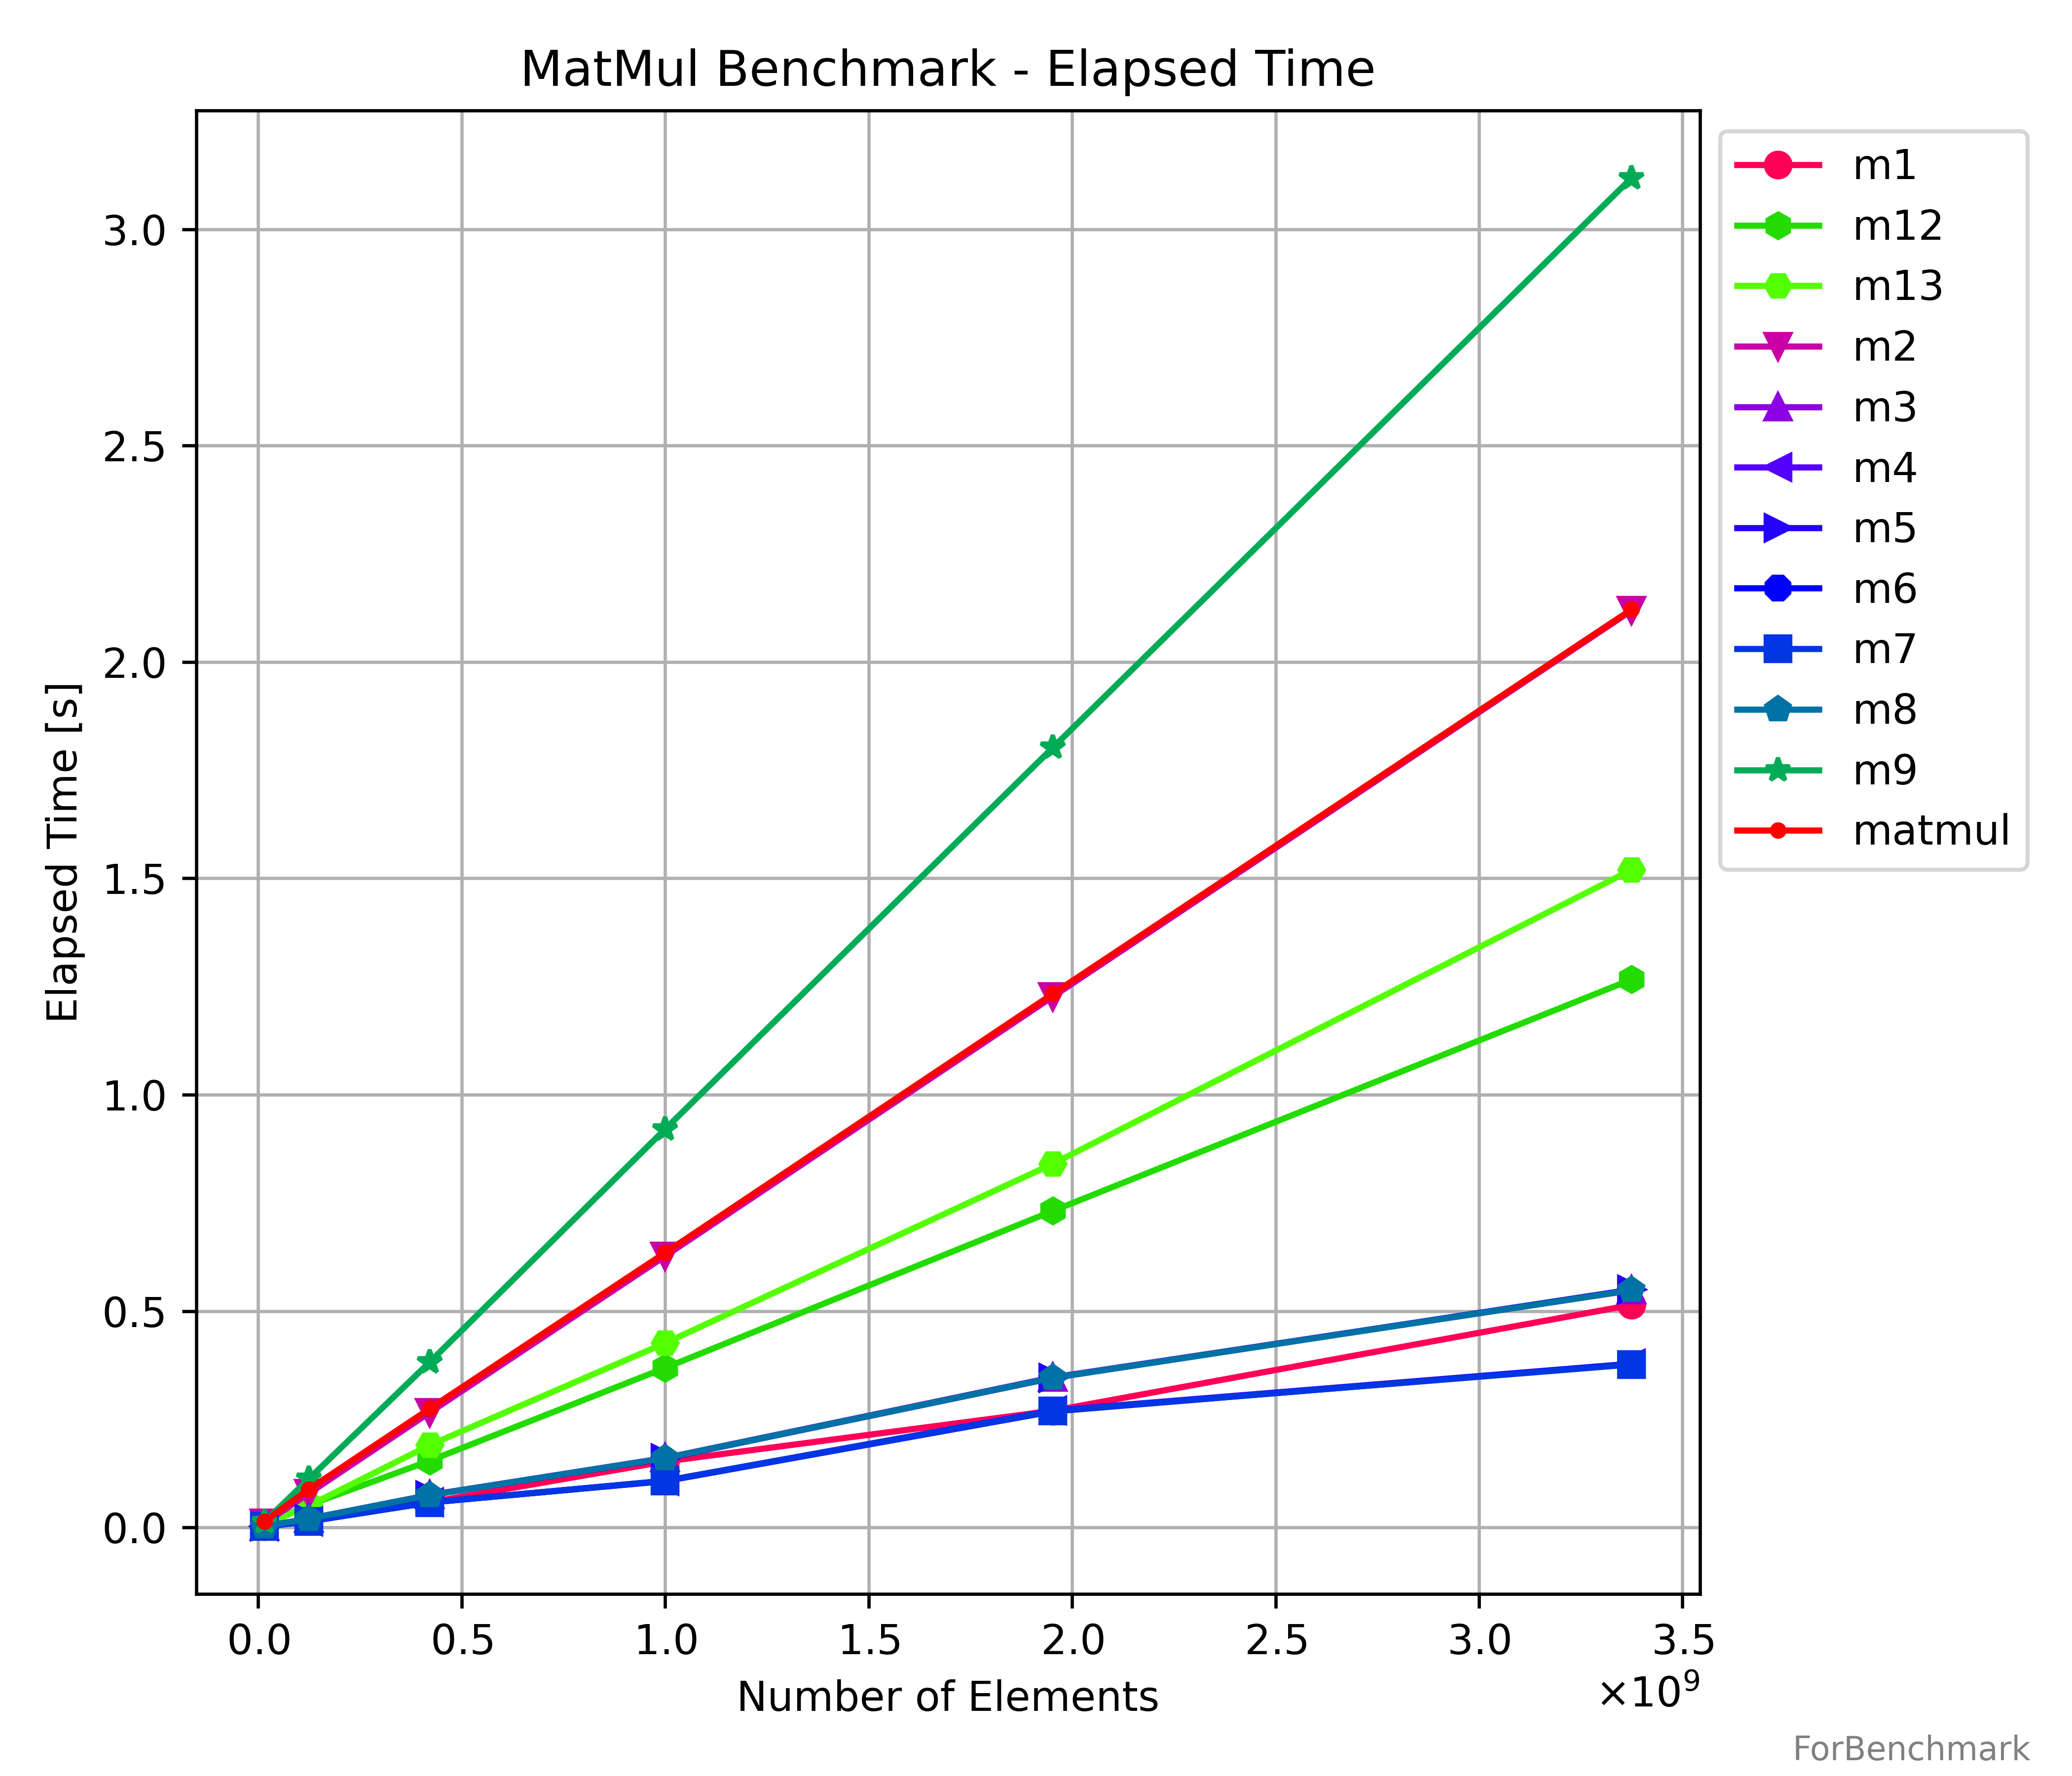 MatMul Benchmark - Elapsed Time
Elapsed Time [s]
3.0
2.5
2.0
1.5
1.0
0.5
0.0
0.0 0.5 1.0 1.5 2.0 2.5 3.0 3.5
×10⁹
Number of Elements
m1
m12
m13
m2
m3
m4
m5
m6
m7
m8
m9
matmul
ForBenchmark